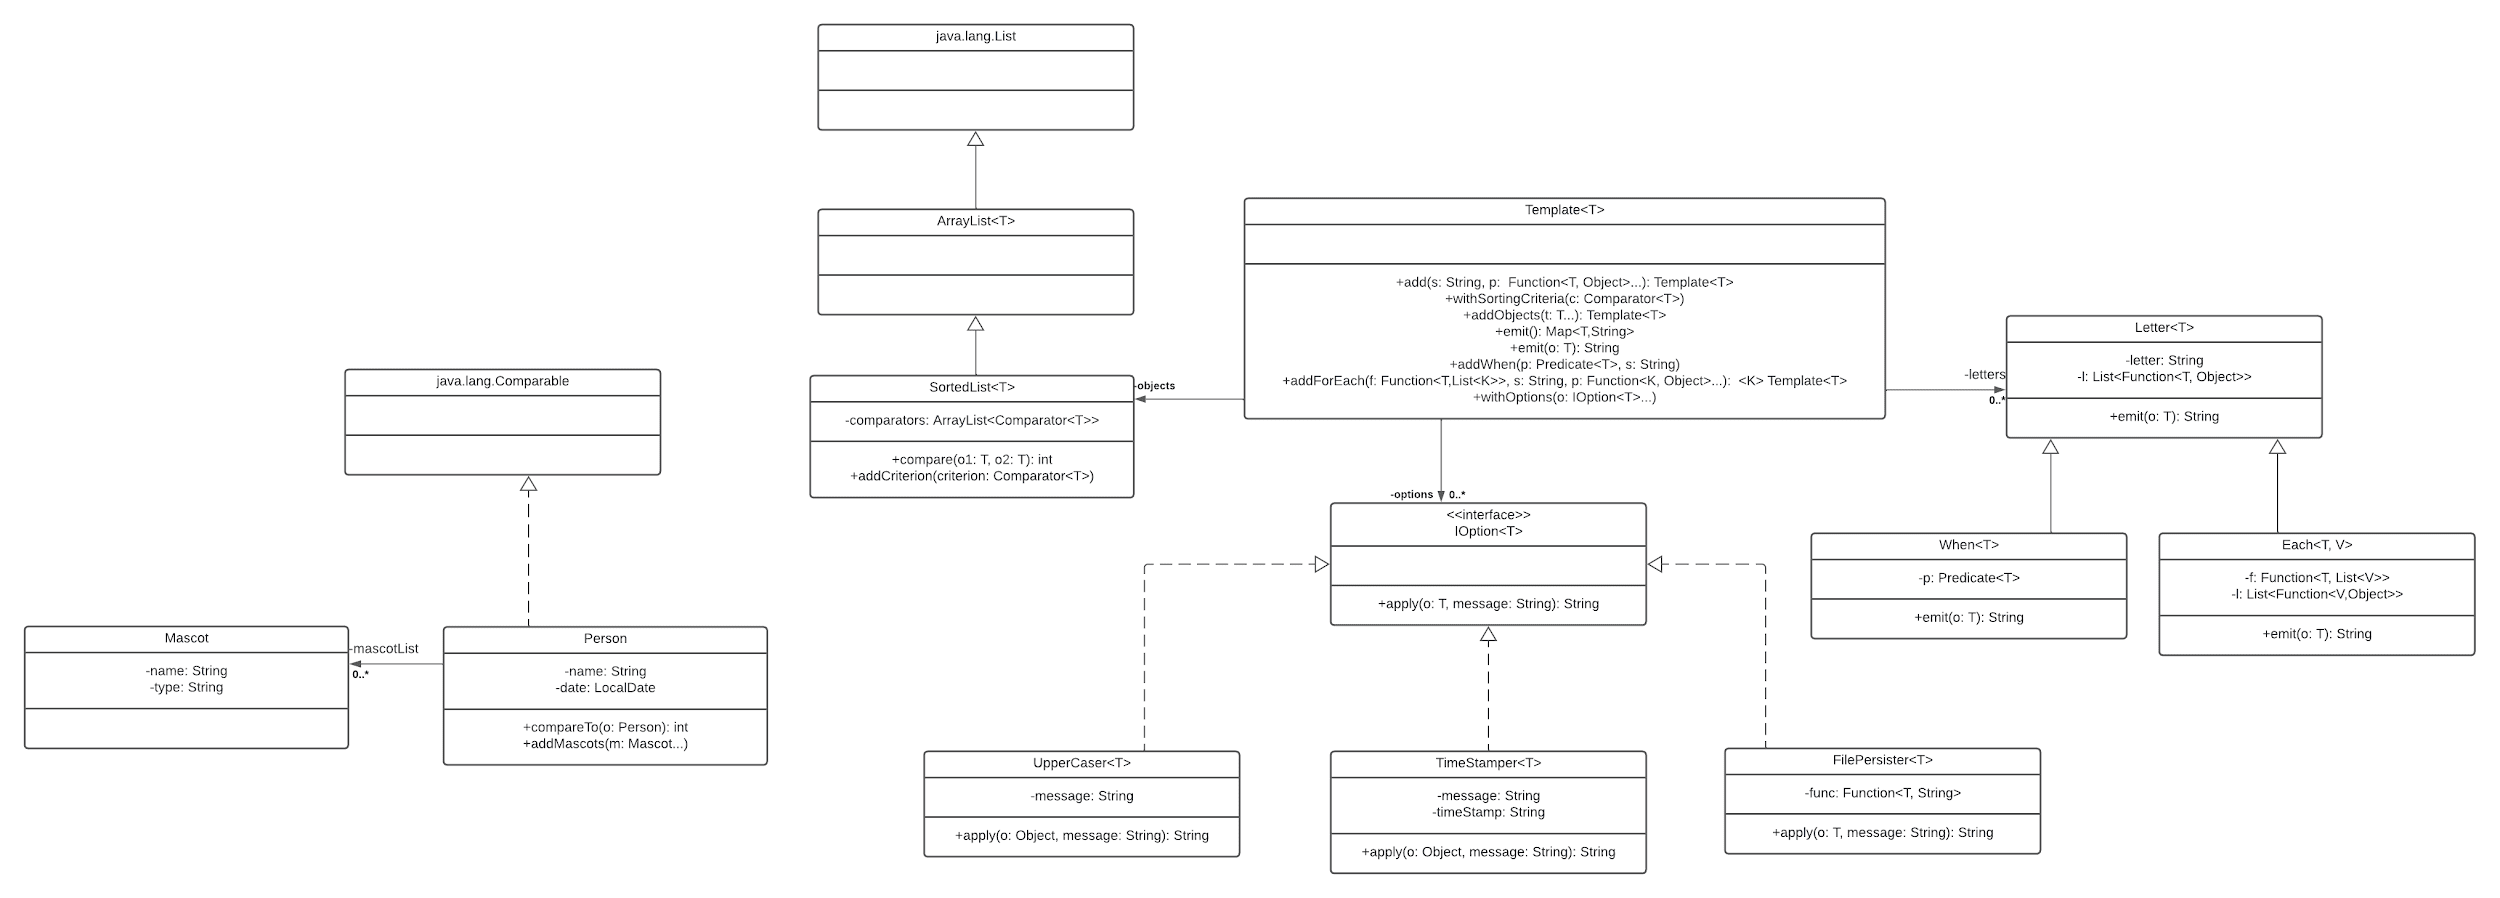 java.lang.List
ArrayList<T>
SortedList<T>
-comparators: ArrayList<Comparator<T>>
+compare(o1: T, o2: T): int
+addCriterion(criterion: Comparator<T>)
-objects
Template<T>
+add(s: String, p:  Function<T, Object>...): Template<T>
+withSortingCriteria(c: Comparator<T>)
+addObjects(t: T...): Template<T>
+emit(): Map<T,String>
+emit(o: T): String
+addWhen(p: Predicate<T>, s: String)
+addForEach(f: Function<T,List<K>>, s: String, p: Function<K, Object>...):  <K> Template<T>
+withOptions(o: IOption<T>...)
-letters
0..*
Letter<T>
-letter: String
-l: List<Function<T, Object>>
+emit(o: T): String
java.lang.Comparable
-options
0..*
<<interface>>
IOption<T>
+apply(o: T, message: String): String
When<T>
-p: Predicate<T>
+emit(o: T): String
Each<T, V>
-f: Function<T, List<V>>
-l: List<Function<V,Object>>
+emit(o: T): String
Mascot
-name: String
-type: String
-mascotList
0..*
Person
-name: String
-date: LocalDate
+compareTo(o: Person): int
+addMascots(m: Mascot...)
UpperCaser<T>
-message: String
+apply(o: Object, message: String): String
TimeStamper<T>
-message: String
-timeStamp: String
+apply(o: Object, message: String): String
FilePersister<T>
-func: Function<T, String>
+apply(o: T, message: String): String